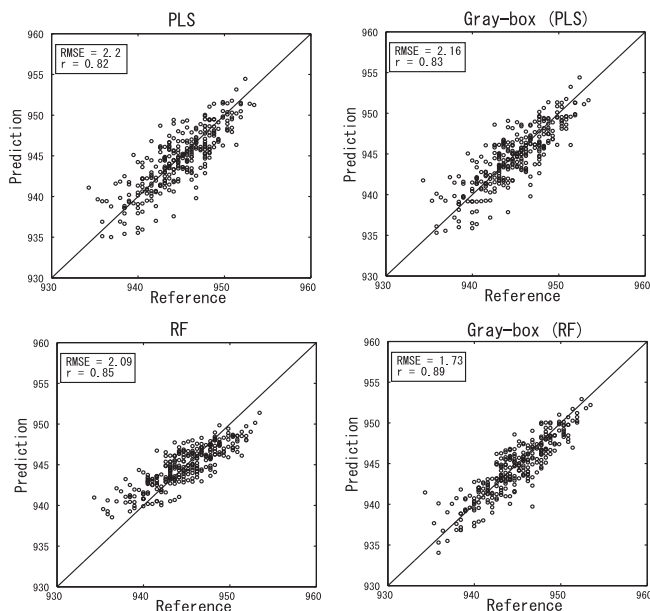 PLS
RMSE = 2.2
r = 0.82
960
955
950
945
940
935
930
Prediction
930
940
950
960
Reference
Gray-box (PLS)
RMSE = 2.16
r = 0.83
960
955
950
945
940
935
930
Prediction
930
940
950
960
Reference
RF
RMSE = 2.09
r = 0.85
960
955
950
945
940
935
930
Prediction
930
940
950
960
Reference
Gray-box (RF)
RMSE = 1.73
r = 0.89
960
955
950
945
940
935
930
Prediction
930
940
950
960
Reference